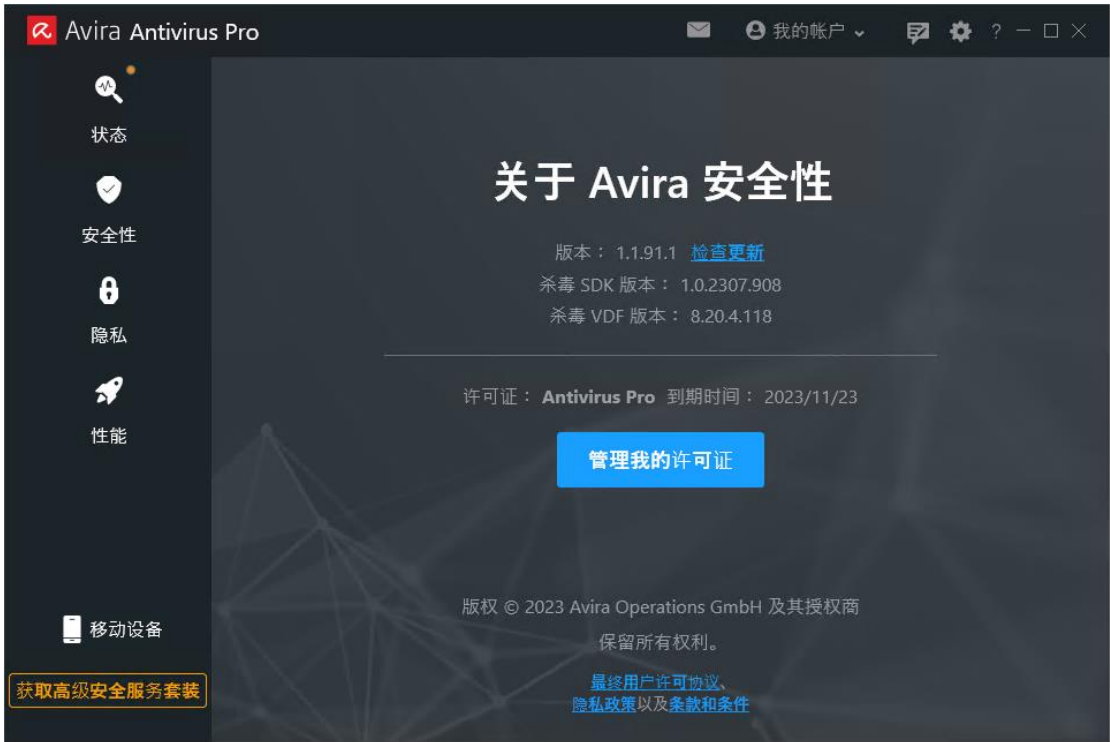 Avira Antivirus Pro
我的帐户
?
状态
安全性
隐私
性能
移动设备
获取高级安全服务套装
关于 Avira 安全性
版本： 1.1.91.1 检查更新
杀毒 SDK 版本： 1.0.2307.908
杀毒 VDF 版本： 8.20.4.118
许可证： Antivirus Pro 到期时间： 2023/11/23
管理我的许可证
版权 © 2023 Avira Operations GmbH 及其授权商
保留所有权利。
最终用户许可协议、
隐私政策以及条款和条件